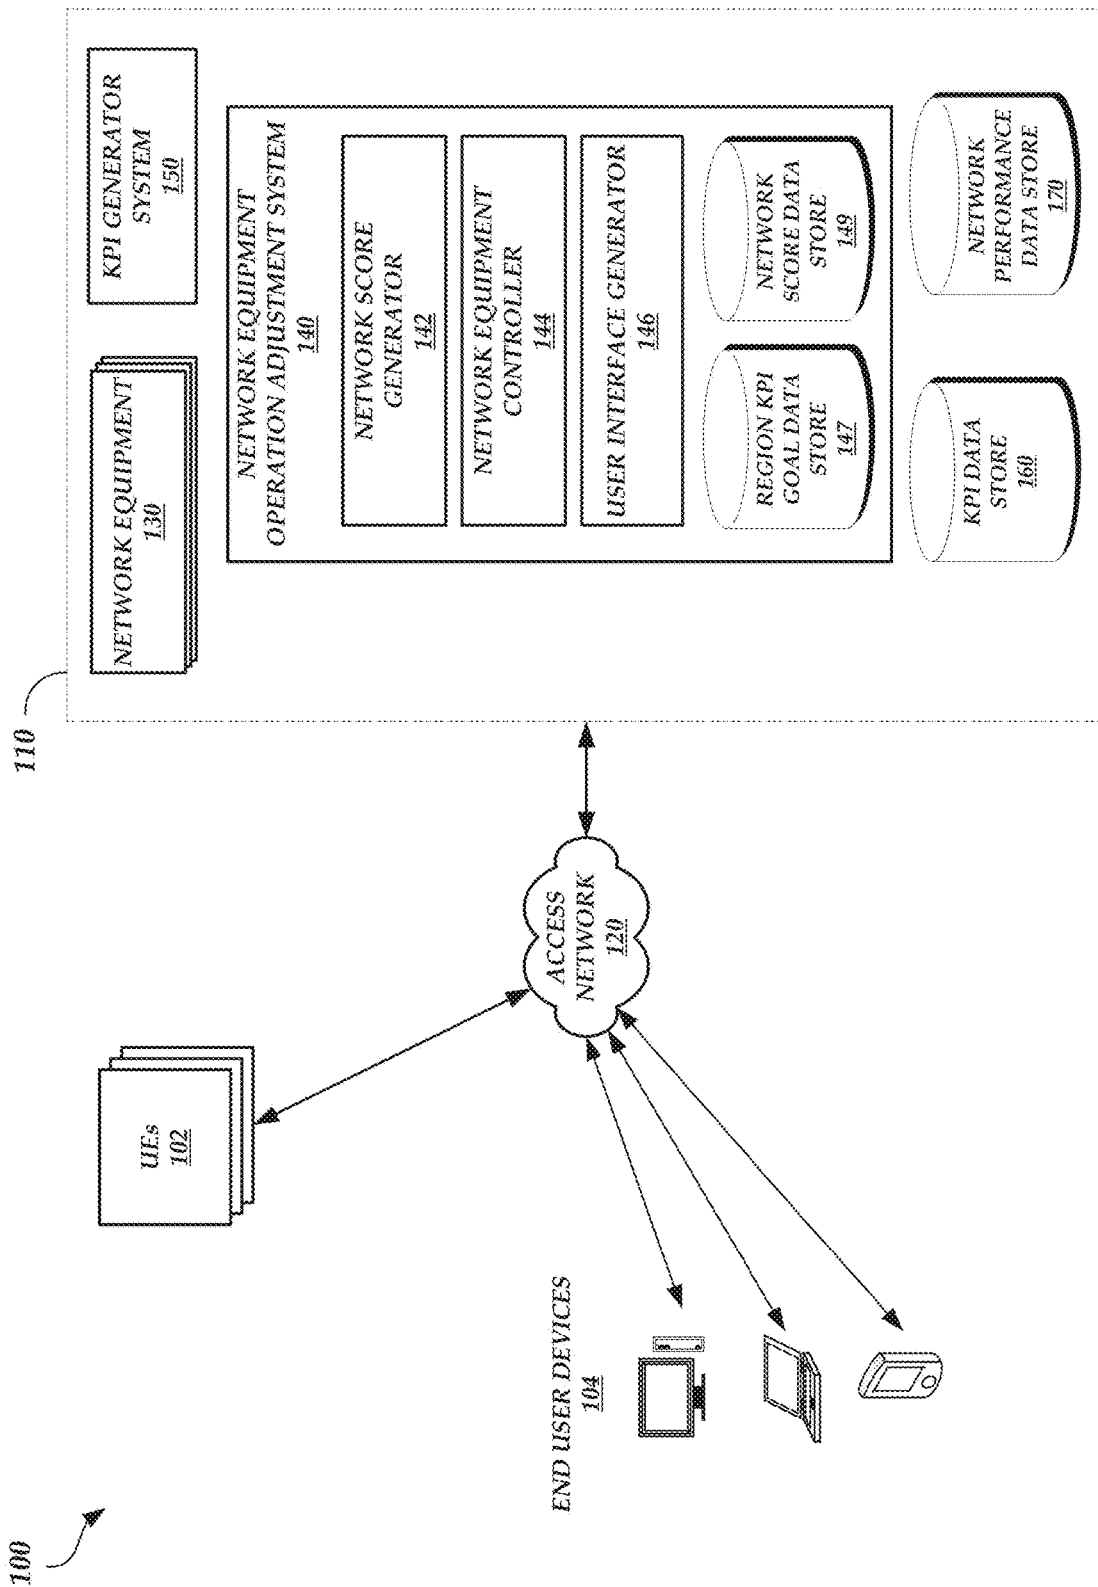 100
110
UEs
102
END USER DEVICES
104
ACCESS
NETWORK
120
NETWORK EQUIPMENT
130
KPI GENERATOR
SYSTEM
150
NETWORK EQUIPMENT
OPERATION ADJUSTMENT SYSTEM
140
NETWORK SCORE
GENERATOR
142
NETWORK EQUIPMENT
CONTROLLER
144
USER INTERFACE GENERATOR
146
REGION KPI
GOAL DATA
STORE
147
NETWORK
SCORE DATA
STORE
149
KPI DATA
STORE
160
NETWORK
PERFORMANCE
DATA STORE
170